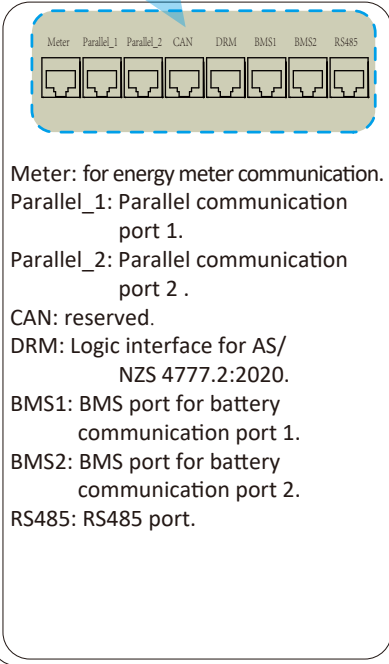 Meter Parallel_1 Parallel_2 CAN DRM BMS1 BMS2 RS485
Meter: for energy meter communication.
Parallel_1: Parallel communication
port 1.
Parallel_2: Parallel communication
port 2 .
CAN: reserved.
DRM: Logic interface for AS/
NZS 4777.2:2020.
BMS1: BMS port for battery
communication port 1.
BMS2: BMS port for battery
communication port 2.
RS485: RS485 port.